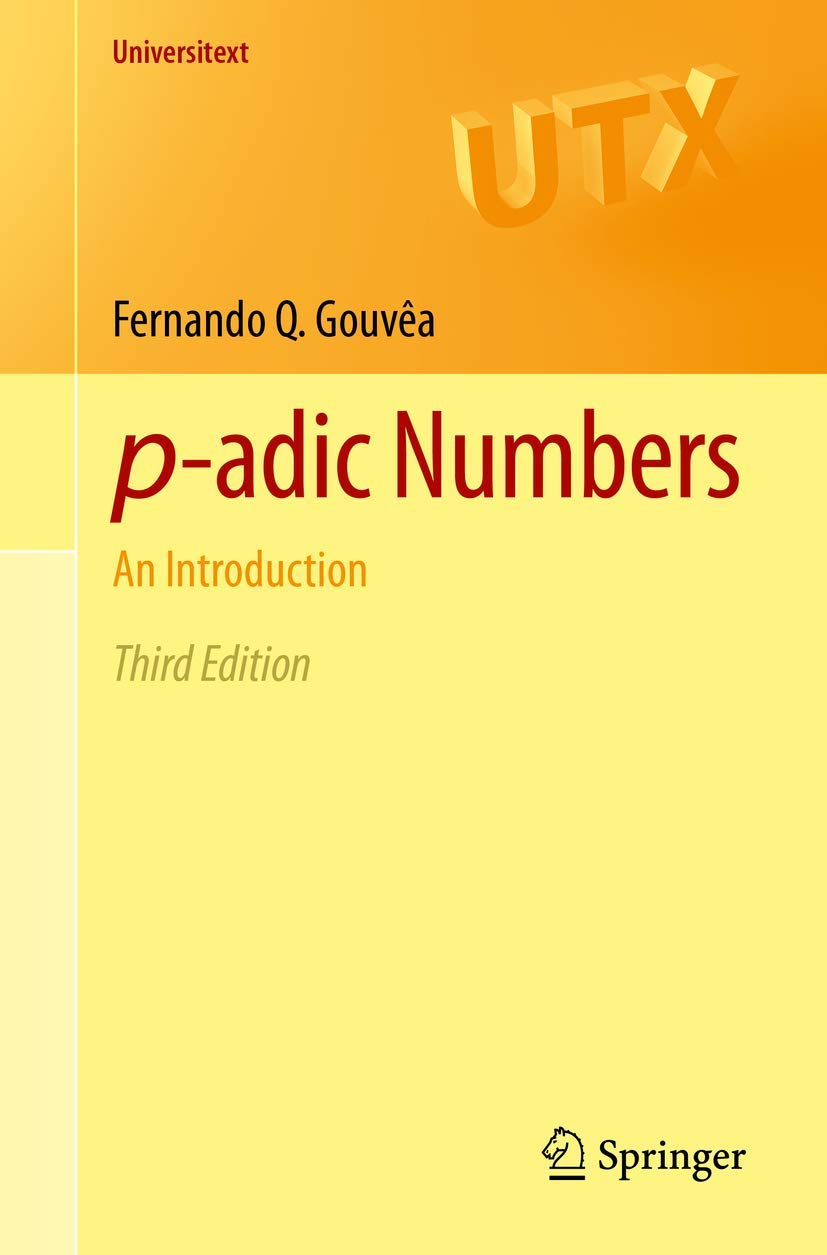 Universitext
UTX
Fernando Q. Gouvêa
p-adic Numbers
An Introduction
Third Edition
Springer